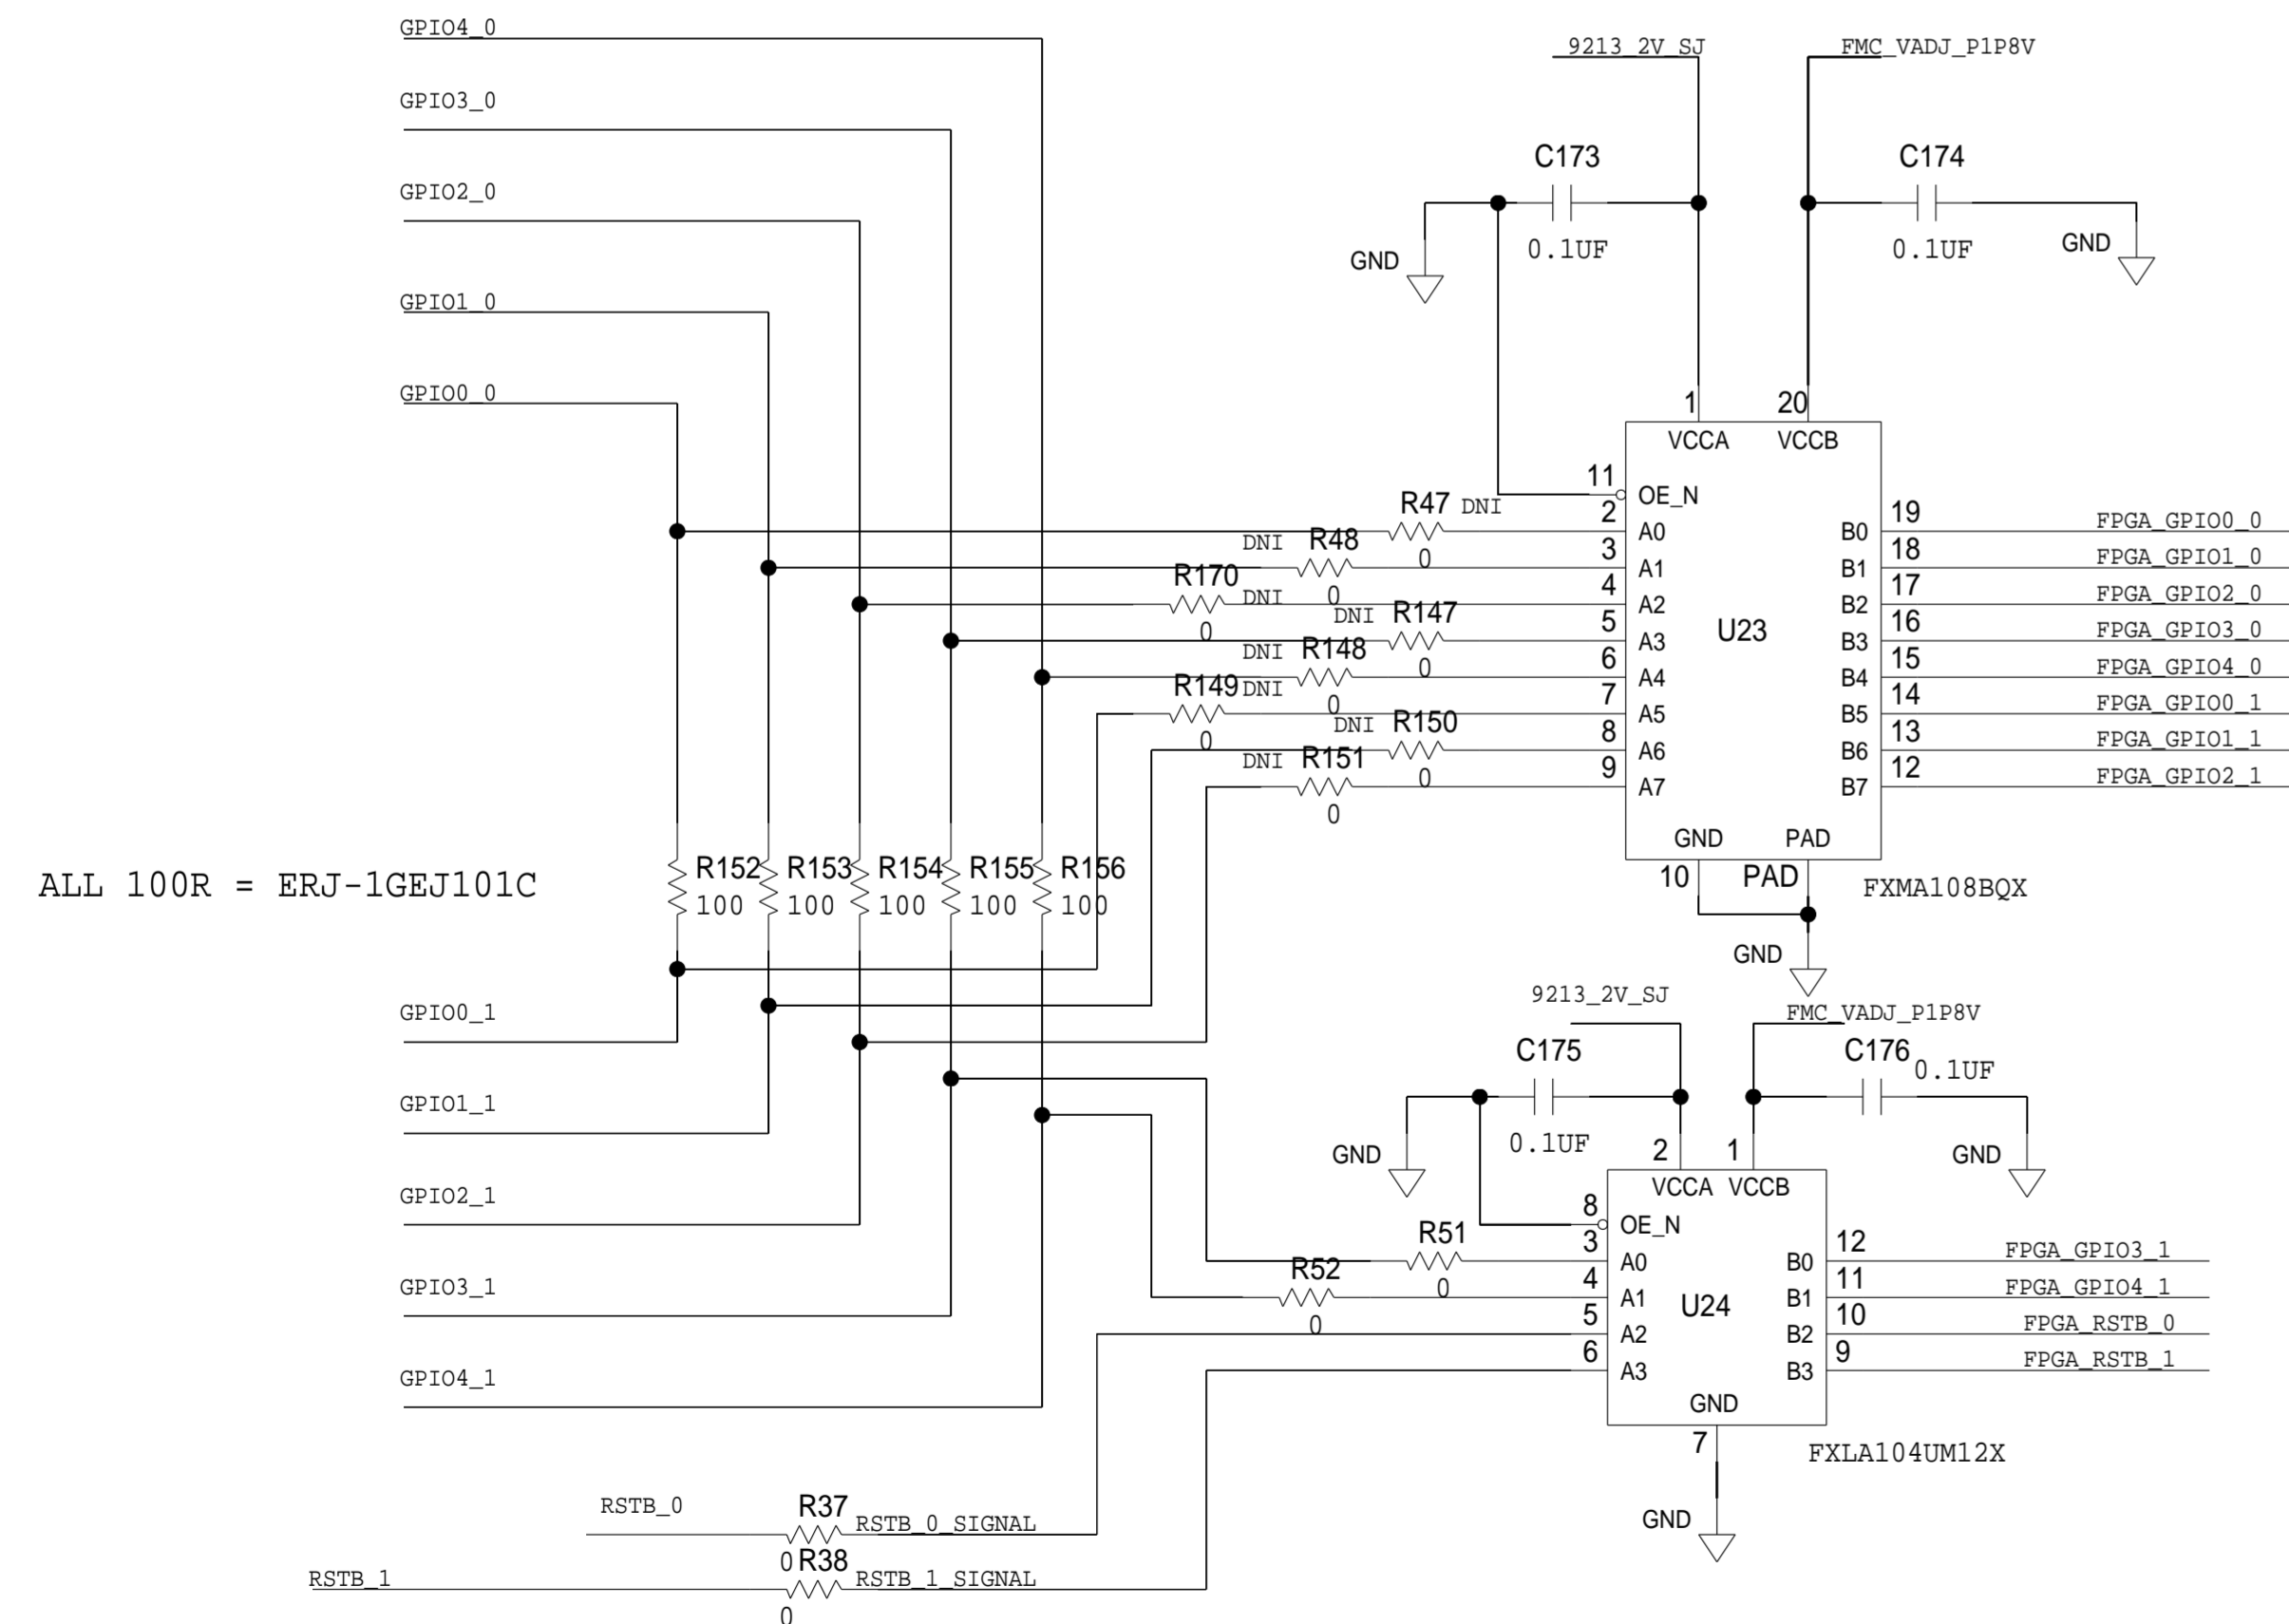 GPIO4_0
9213_2V_SJ
FMC_VADJ_P1P8V
GPIO3_0
C173
C174
GPIO2_0
0.1UF
0.1UF
GND
GND
GPIO1_0
GPIO0_0
1
20
VCCA
VCCB
11
OE_N
R47
DNI
0
2
A0
B0
19
FPGA_GPIO0_0
DNI
R48
0
3
A1
B1
18
FPGA_GPIO1_0
R170
DNI
0
4
A2
B2
17
FPGA_GPIO2_0
DNI
R147
0
5
A3
U23
B3
16
FPGA_GPIO3_0
DNI
R148
0
6
A4
B4
15
FPGA_GPIO4_0
R149
DNI
0
7
A5
B5
14
FPGA_GPIO0_1
DNI
R150
0
8
A6
B6
13
FPGA_GPIO1_1
DNI
R151
0
9
A7
B7
12
FPGA_GPIO2_1
GND
PAD
10
PAD
FXMA108BQX
GND
ALL 100R = ERJ-1GEJ101C
R152
100
R153
100
R154
100
R155
100
R156
100
GPIO0_1
9213_2V_SJ
FMC_VADJ_P1P8V
C175
0.1UF
C176
0.1UF
GPIO1_1
GND
GND
2
1
VCCA
VCCB
GPIO2_1
8
OE_N
R51
0
3
A0
B0
12
FPGA_GPIO3_1
GPIO3_1
R52
0
4
A1
U24
B1
11
FPGA_GPIO4_1
5
A2
B2
10
FPGA_RSTB_0
6
A3
B3
9
FPGA_RSTB_1
GPIO4_1
GND
7
FXLA104UM12X
GND
RSTB_0
R37
0
RSTB_0_SIGNAL
RSTB_1
R38
0
RSTB_1_SIGNAL